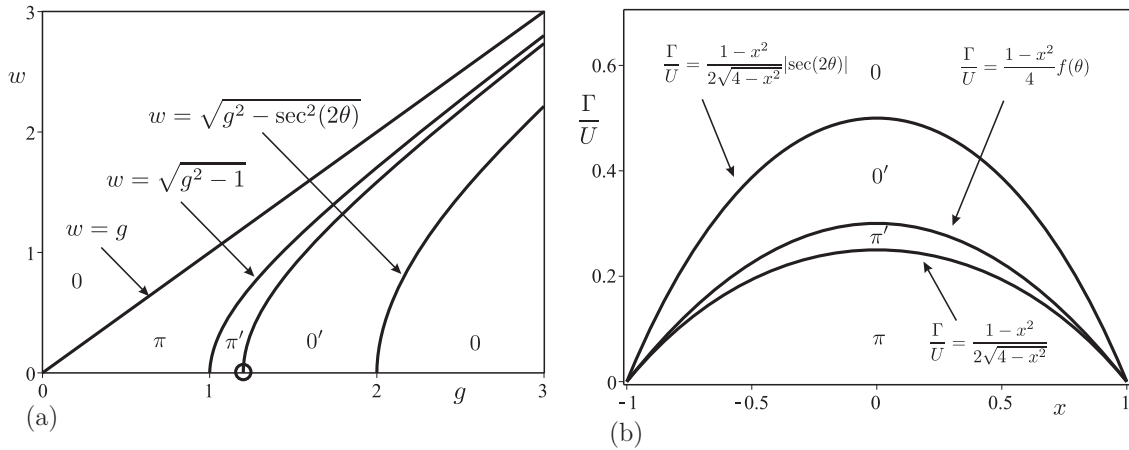 3
w
2
1
0
w = √(g² − sec²(2θ))
w = √(g² − 1)
w = g
0
π
π′
0′
0
0
1
2
g
3
(a)
0.6
Γ/U
0.4
0.2
0
Γ/U = (1 − x²)/(2√(4 − x²)) |sec(2θ)|
0
Γ/U = (1 − x²)/4 f(θ)
0′
π′
π
Γ/U = (1 − x²)/(2√(4 − x²))
-1
-0.5
0
0.5
x
1
(b)